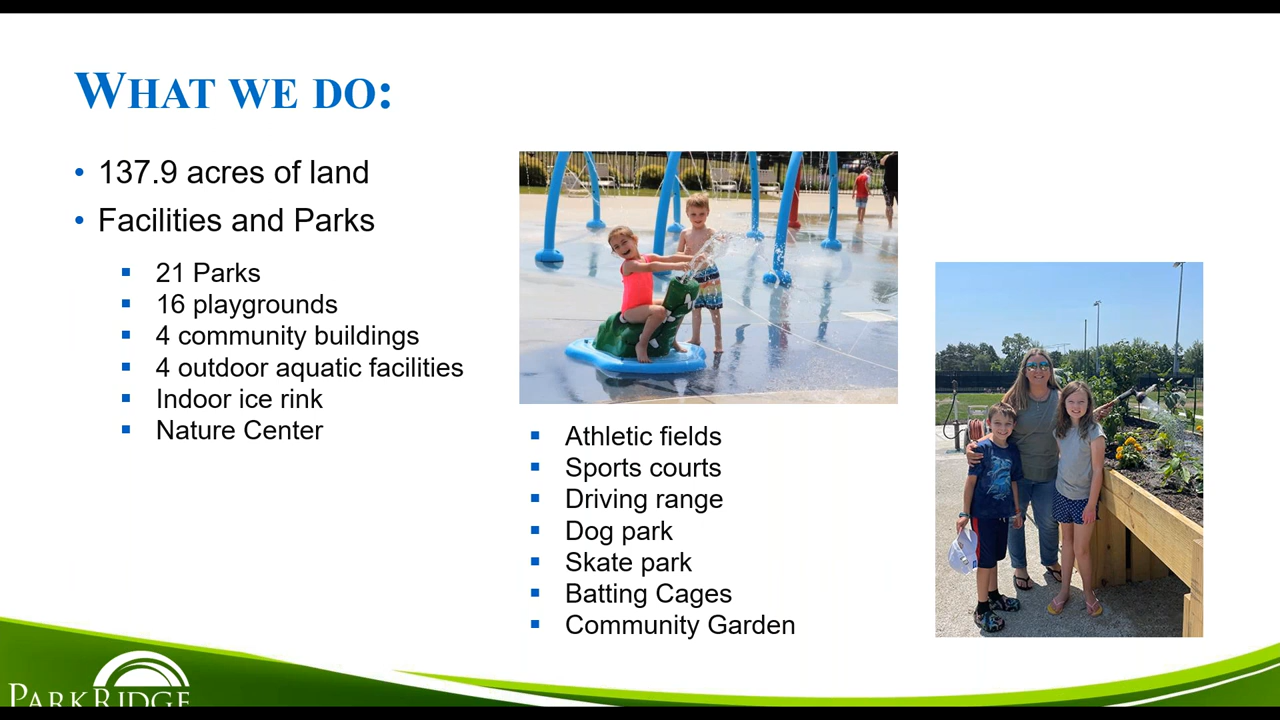 WHAT WE DO:
• 137.9 acres of land
• Facilities and Parks
▪ 21 Parks
▪ 16 playgrounds
▪ 4 community buildings
▪ 4 outdoor aquatic facilities
▪ Indoor ice rink
▪ Nature Center
▪ Athletic fields
▪ Sports courts
▪ Driving range
▪ Dog park
▪ Skate park
▪ Batting Cages
▪ Community Garden
PARK RIDGE